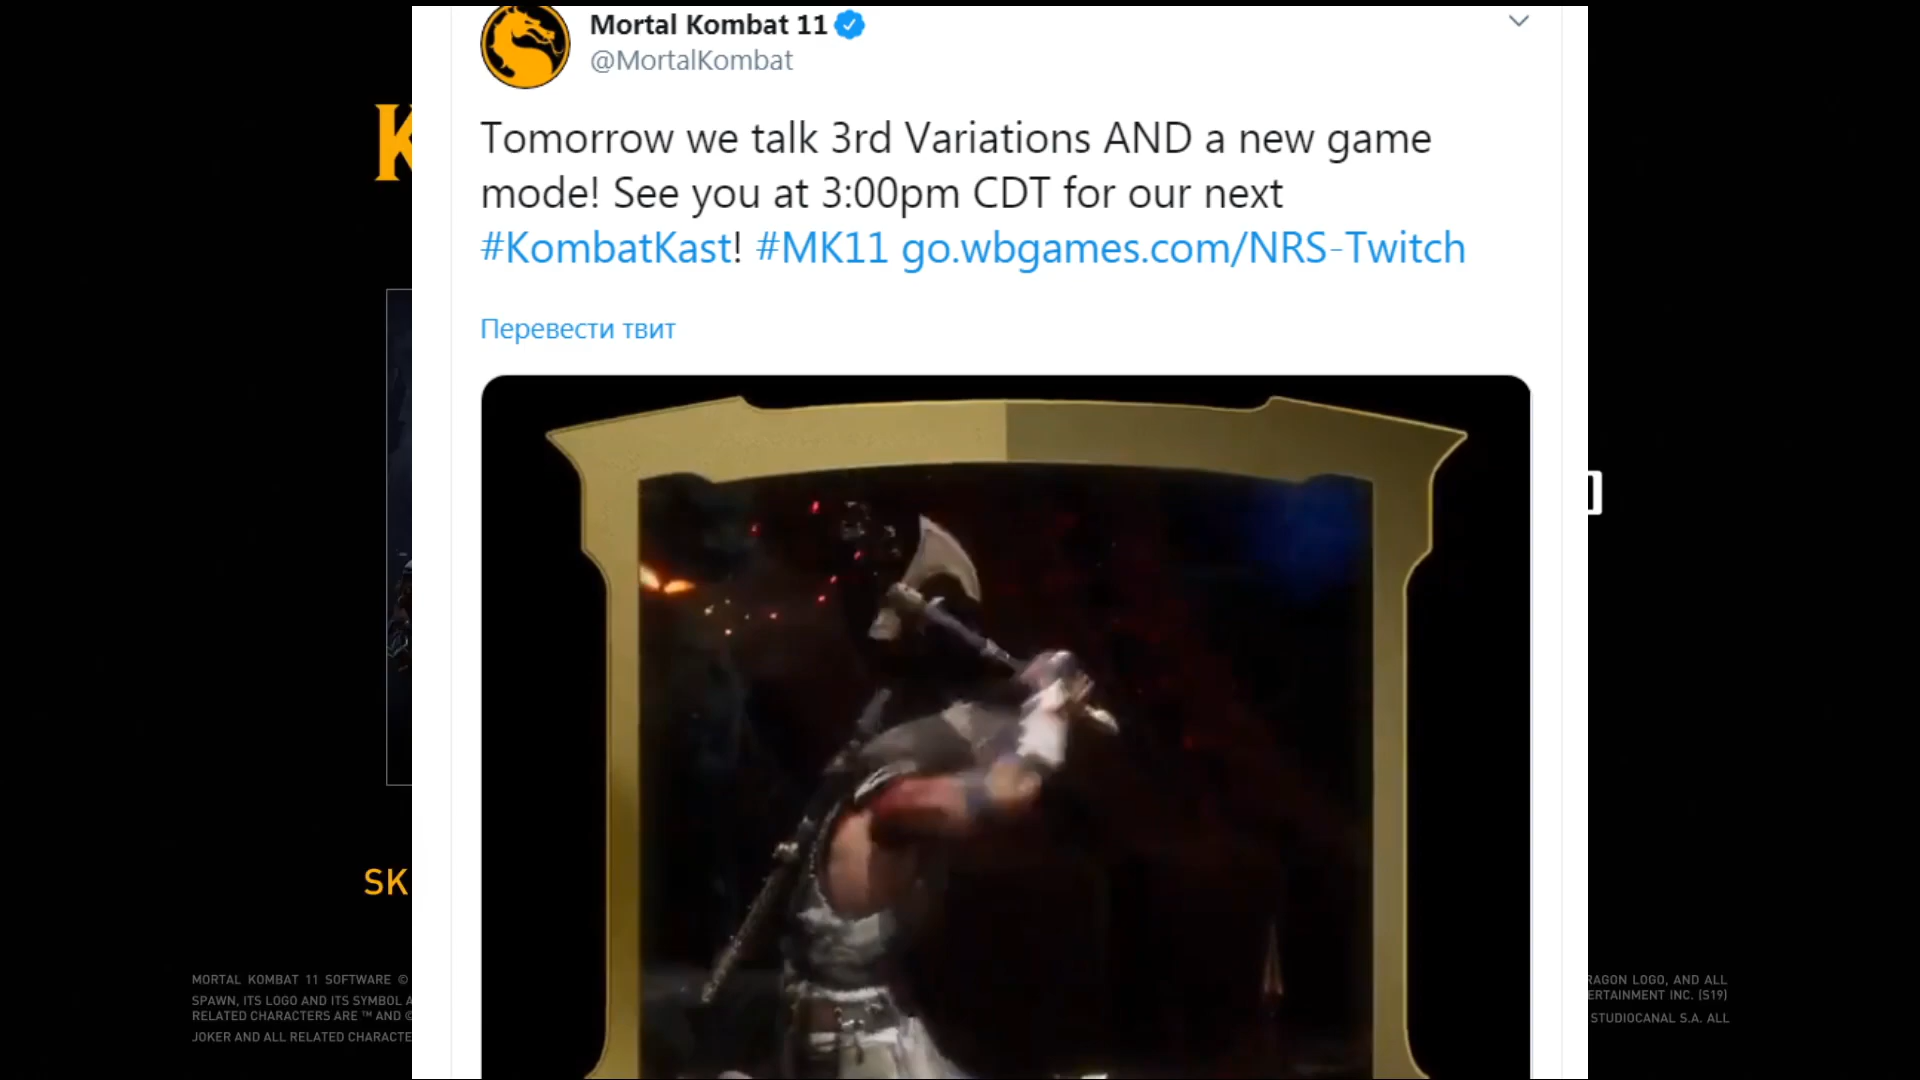 Mortal Kombat 11
@MortalKombat
Tomorrow we talk 3rd Variations AND a new game
mode! See you at 3:00pm CDT for our next
#KombatKast! #MK11 go.wbgames.com/NRS-Twitch
Перевести твит
K
SK
MORTAL KOMBAT 11 SOFTWARE ©
SPAWN, ITS LOGO AND ITS SYMBOL A
RELATED CHARACTERS ARE ™ AND ©
JOKER AND ALL RELATED CHARACTE
RAGON LOGO, AND ALL
ERTAINMENT INC. (S19)
STUDIOCANAL S.A. ALL